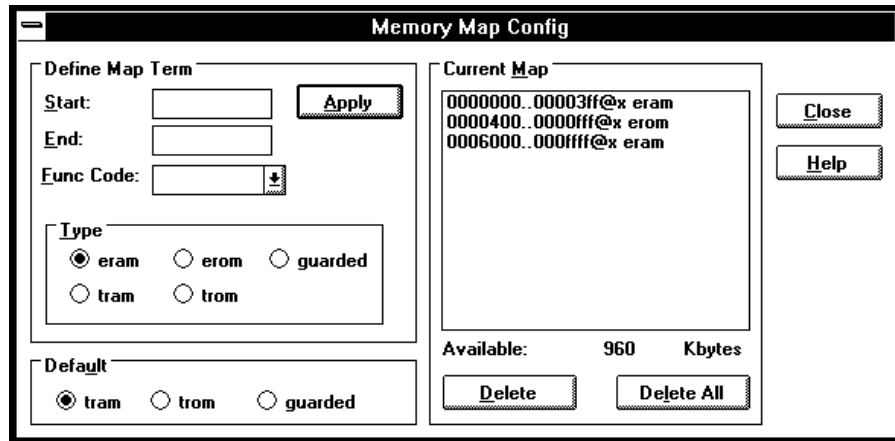 Memory Map Config
Define Map Term
Start:
Apply
End:
Func Code:
Type
eram
erom
guarded
tram
trom
Default
tram
trom
guarded
Current Map
0000000..00003ff@x eram
0000400..0000fff@x erom
0006000..000ffff@x eram
Available: 960 Kbytes
Delete
Delete All
Close
Help